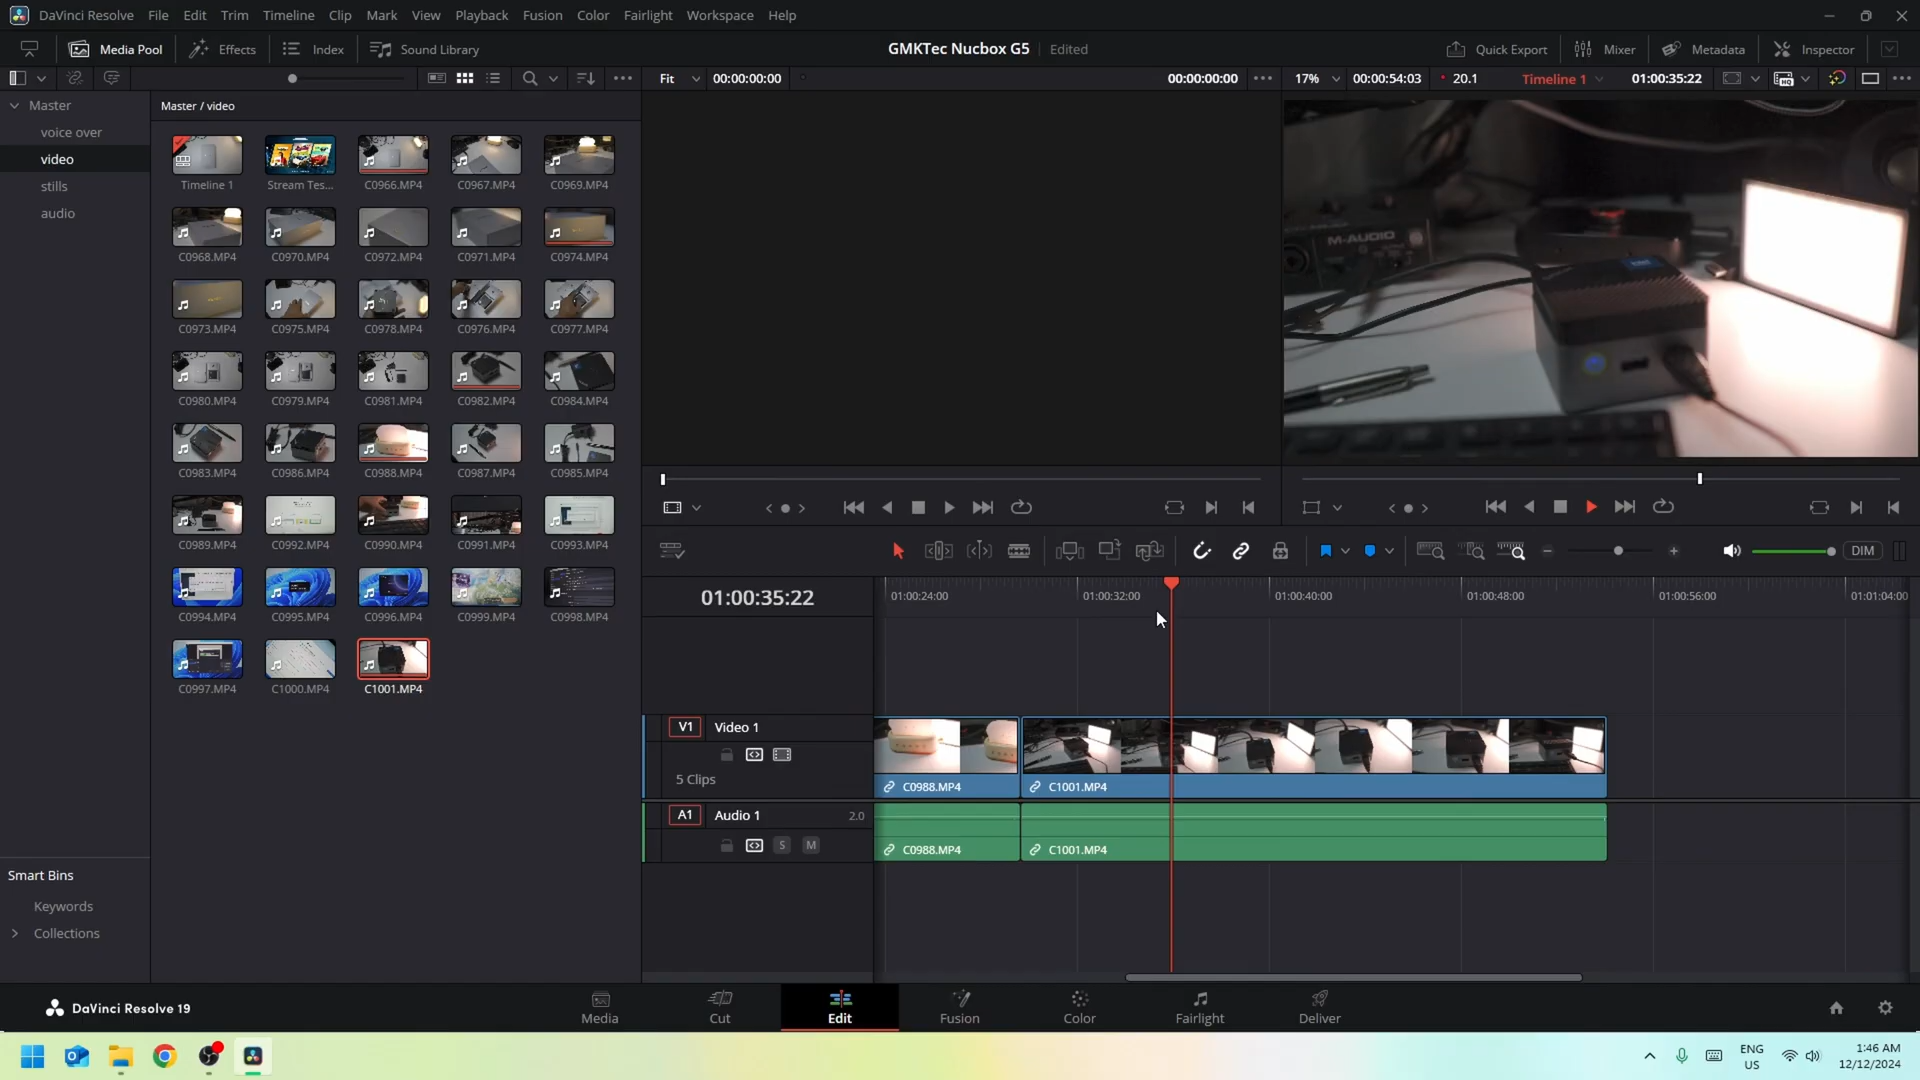 DaVinci Resolve File Edit Trim Timeline Clip Mark View Playback Fusion Color Fairlight Workspace Help
Media Pool Effects Index Sound Library GMKTec Nucbox G5 Edited Quick Export Mixer Metadata Inspector
Fit 00:00:00:00 00:00:00:00 17% 00:00:54:03 20.1 Timeline 1 01:00:35:22
Master
voice over
video
stills
audio
Master / video
Timeline 1 Stream Tes... C0966.MP4 C0967.MP4 C0969.MP4
C0968.MP4 C0970.MP4 C0972.MP4 C0971.MP4 C0974.MP4
C0973.MP4 C0975.MP4 C0978.MP4 C0976.MP4 C0977.MP4
C0980.MP4 C0979.MP4 C0981.MP4 C0982.MP4 C0984.MP4
C0983.MP4 C0986.MP4 C0988.MP4 C0987.MP4 C0985.MP4
C0989.MP4 C0992.MP4 C0990.MP4 C0991.MP4 C0993.MP4
C0994.MP4 C0995.MP4 C0996.MP4 C0999.MP4 C0998.MP4
C0997.MP4 C1000.MP4 C1001.MP4
M-AUDIO
DIM
01:00:35:22
01:00:24:00 01:00:32:00 01:00:40:00 01:00:48:00 01:00:56:00 01:01:04:00
V1 Video 1
5 Clips
C0988.MP4 C1001.MP4
A1 Audio 1 2.0
S M
C0988.MP4 C1001.MP4
Smart Bins
Keywords
Collections
DaVinci Resolve 19
Media Cut Edit Fusion Color Fairlight Deliver
ENG
US
1:46 AM
12/12/2024